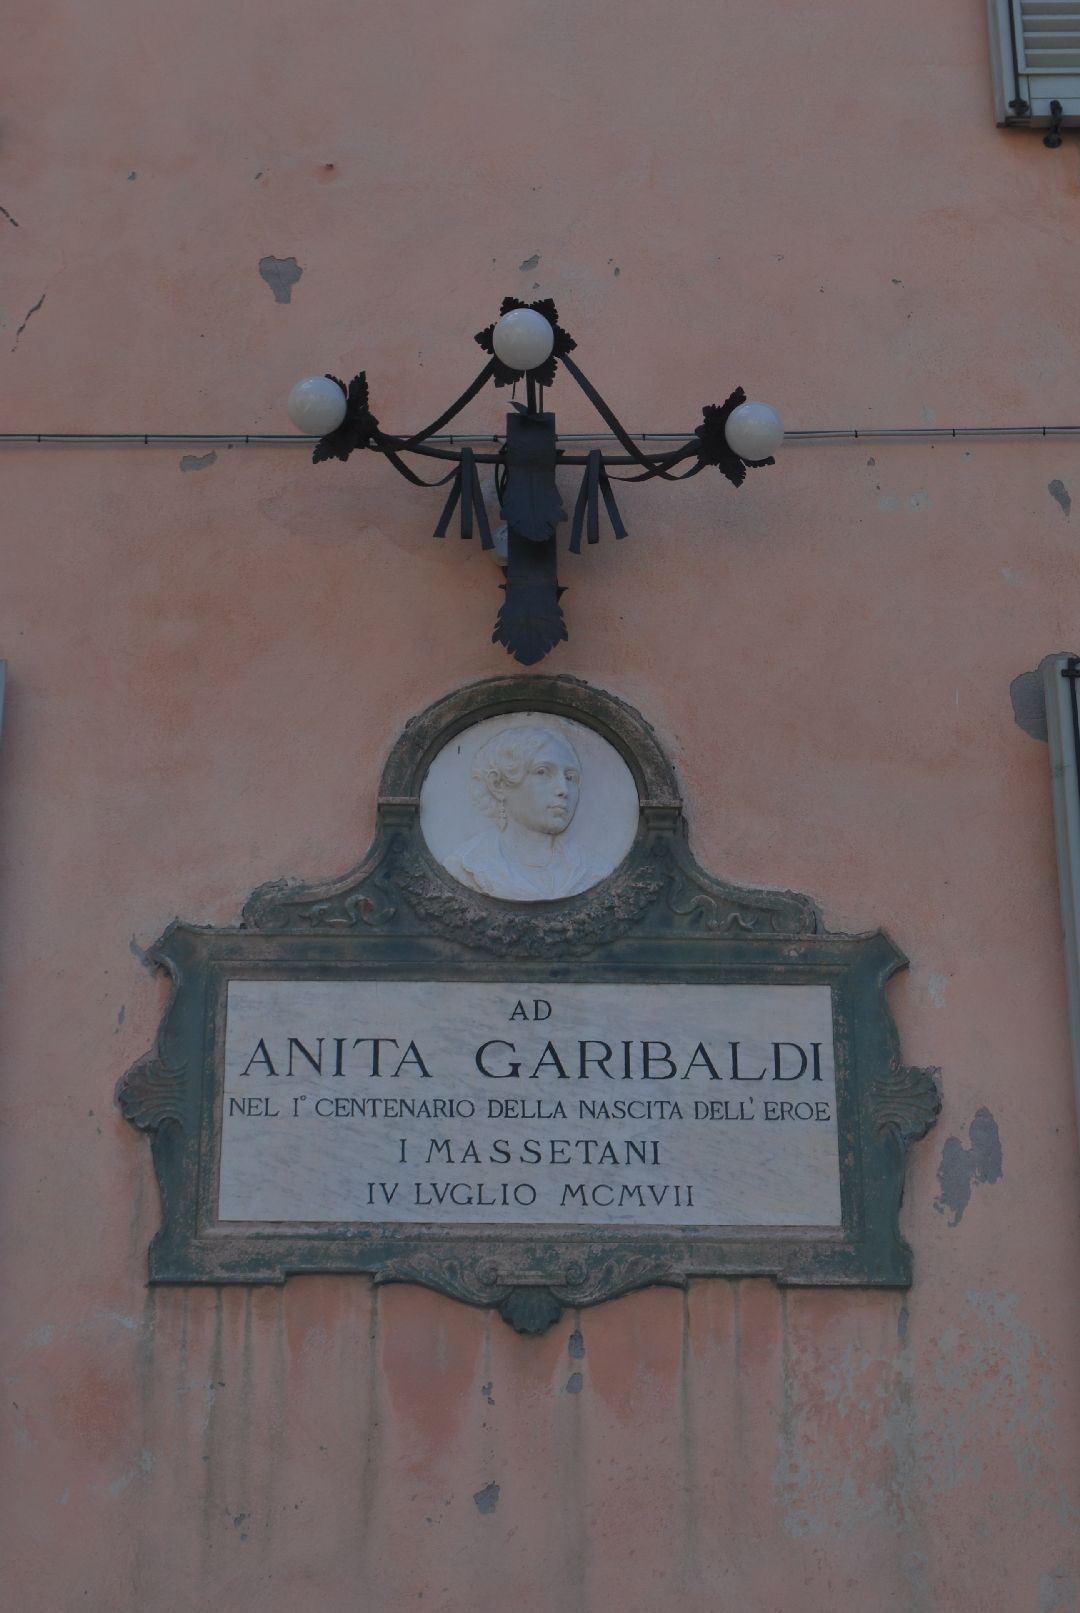 AD
ANITA GARIBALDI
NEL I° CENTENARIO DELLA NASCITA DELL' EROE
I MASSETANI
IV LVGLIO MCMVII